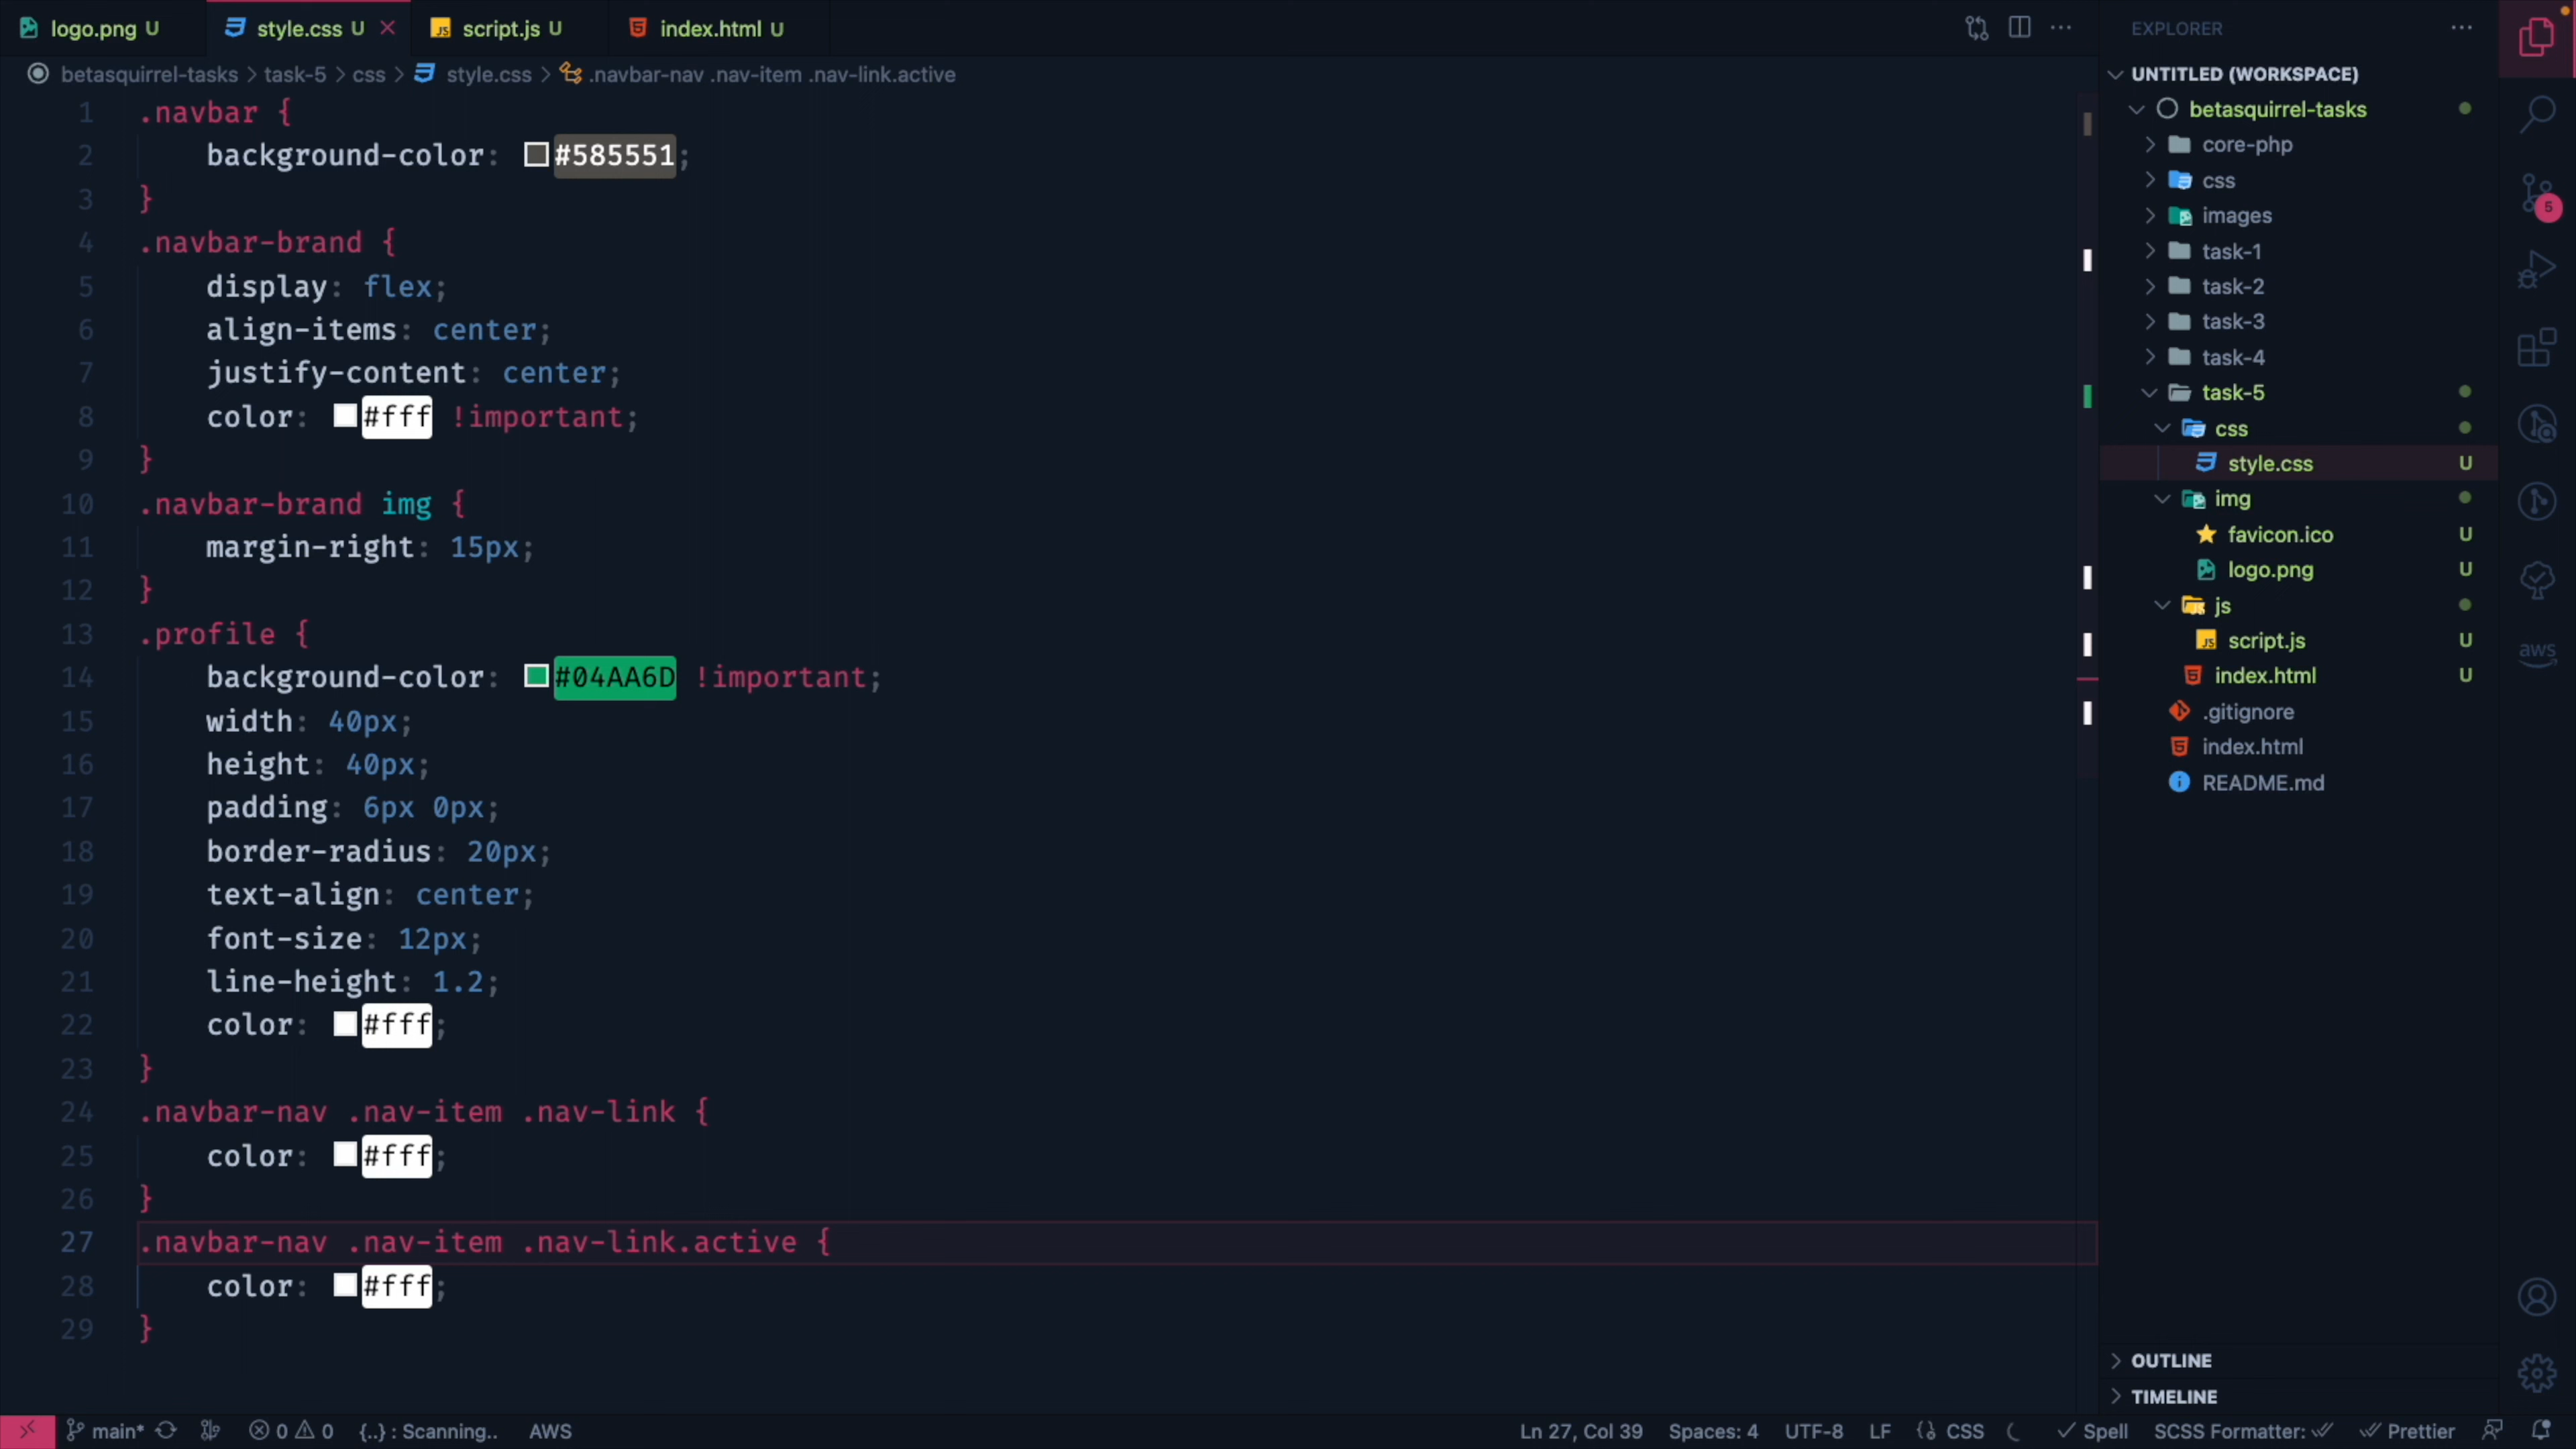 logo.png U style.css U script.js U index.html U
betasquirrel-tasks > task-5 > css > style.css > .navbar-nav .nav-item .nav-link.active
1 .navbar {
2 background-color: #585551;
3 }
4 .navbar-brand {
5 display: flex;
6 align-items: center;
7 justify-content: center;
8 color: #fff !important;
9 }
10 .navbar-brand img {
11 margin-right: 15px;
12 }
13 .profile {
14 background-color: #04AA6D !important;
15 width: 40px;
16 height: 40px;
17 padding: 6px 0px;
18 border-radius: 20px;
19 text-align: center;
20 font-size: 12px;
21 line-height: 1.2;
22 color: #fff;
23 }
24 .navbar-nav .nav-item .nav-link {
25 color: #fff;
26 }
27 .navbar-nav .nav-item .nav-link.active {
28 color: #fff;
29 }
EXPLORER
UNTITLED (WORKSPACE)
betasquirrel-tasks
core-php
css
images
task-1
task-2
task-3
task-4
task-5
css
style.css U
img
favicon.ico U
logo.png U
js
script.js U
index.html U
.gitignore
index.html
README.md
OUTLINE
TIMELINE
5
aws
main* 0 0 {..} : Scanning.. AWS Ln 27, Col 39 Spaces: 4 UTF-8 LF CSS Spell SCSS Formatter: Prettier